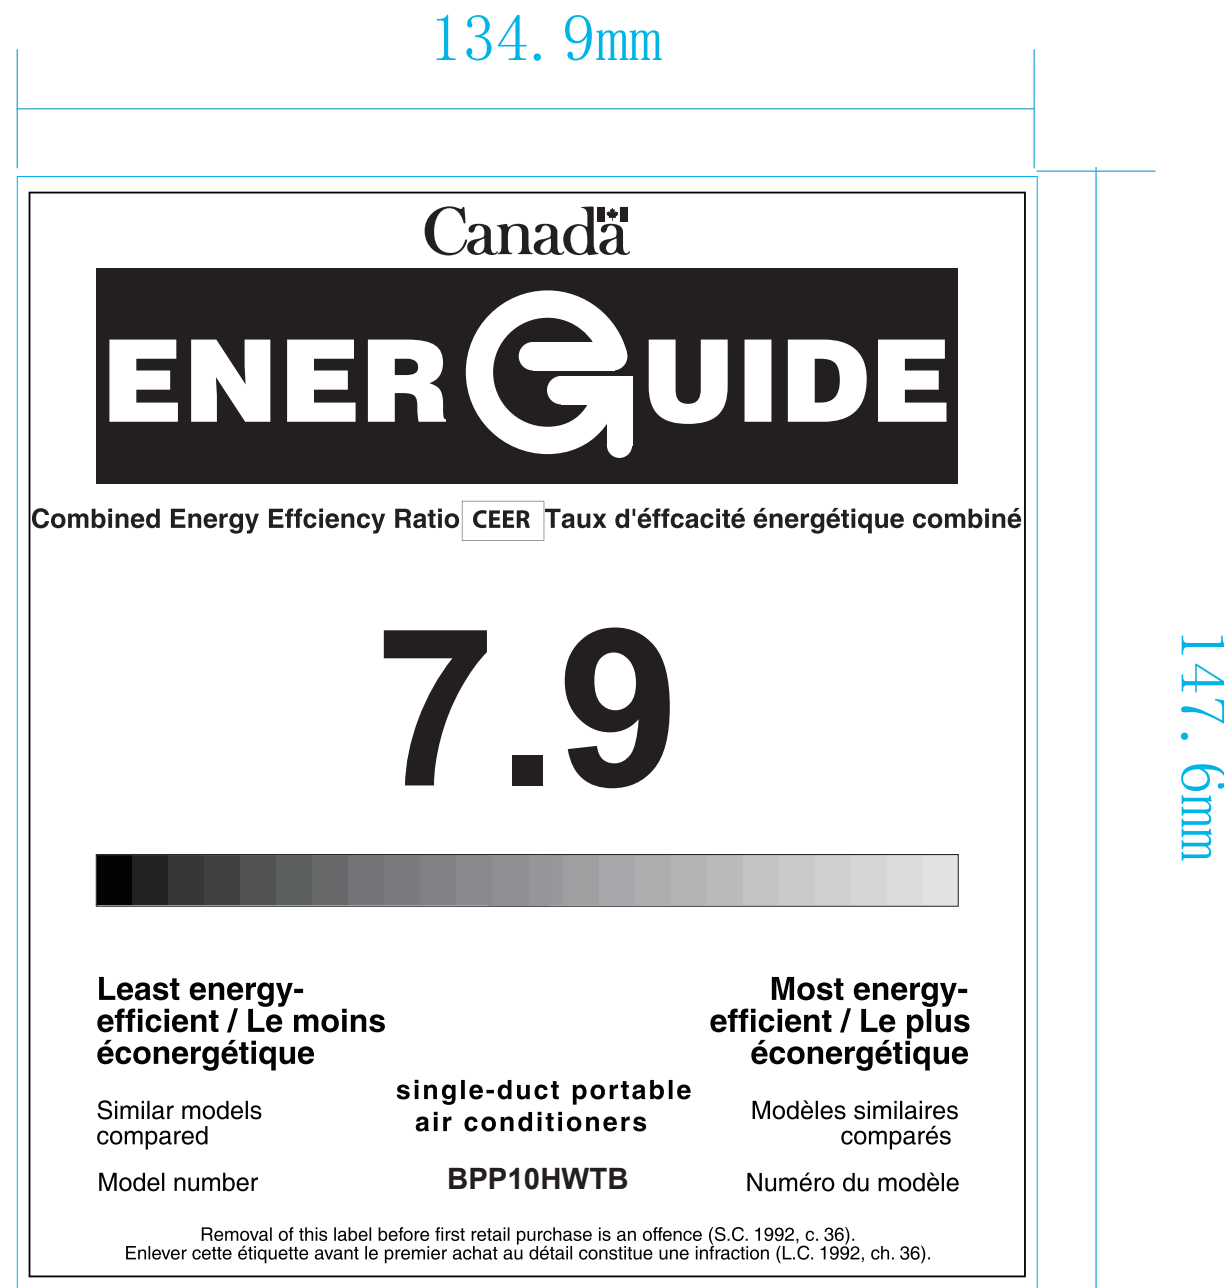 134.9mm
Canada
ENERGUIDE
Combined Energy Effciency Ratio CEER Taux d'éffcacité énergétique combiné
7.9
147.6mm
Least energy-
efficient / Le moins
éconergétique
Most energy-
efficient / Le plus
éconergétique
Similar models
compared
single-duct portable
air conditioners
Modèles similaires
comparés
Model number
BPP10HWTB
Numéro du modèle
Removal of this label before first retail purchase is an offence (S.C. 1992, c. 36).
Enlever cette étiquette avant le premier achat au détail constitue une infraction (L.C. 1992, ch. 36).